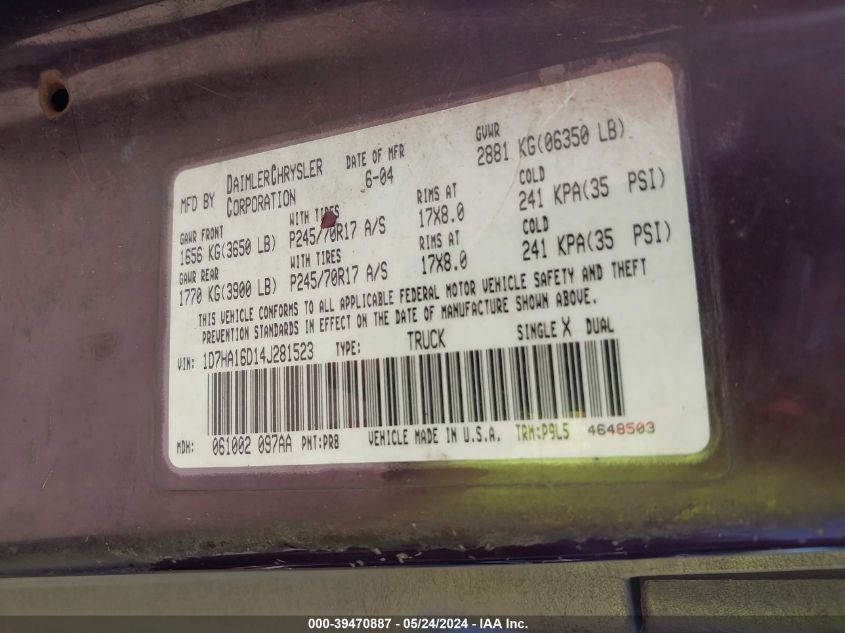 MFD BY DAIMLERCHRYSLER CORPORATION DATE OF MFR 6-04 GVWR 2881 KG(06350 LB)
GAWR FRONT WITH TIRES RIMS AT COLD
1656 KG(3650 LB) P245/70R17 A/S 17X8.0 241 KPA(35 PSI)
GAWR REAR WITH TIRES RIMS AT COLD
1770 KG(3900 LB) P245/70R17 A/S 17X8.0 241 KPA(35 PSI)
THIS VEHICLE CONFORMS TO ALL APPLICABLE FEDERAL MOTOR VEHICLE SAFETY AND THEFT
PREVENTION STANDARDS IN EFFECT ON THE DATE OF MANUFACTURE SHOWN ABOVE.
VIN: 1D7HA16D14J281523 TYPE: TRUCK SINGLE X DUAL
MDH: 061002 097AA PNT:PR8 VEHICLE MADE IN U.S.A. TRM:P9L5 4648503
000-39470887 - 05/24/2024 - IAA Inc.